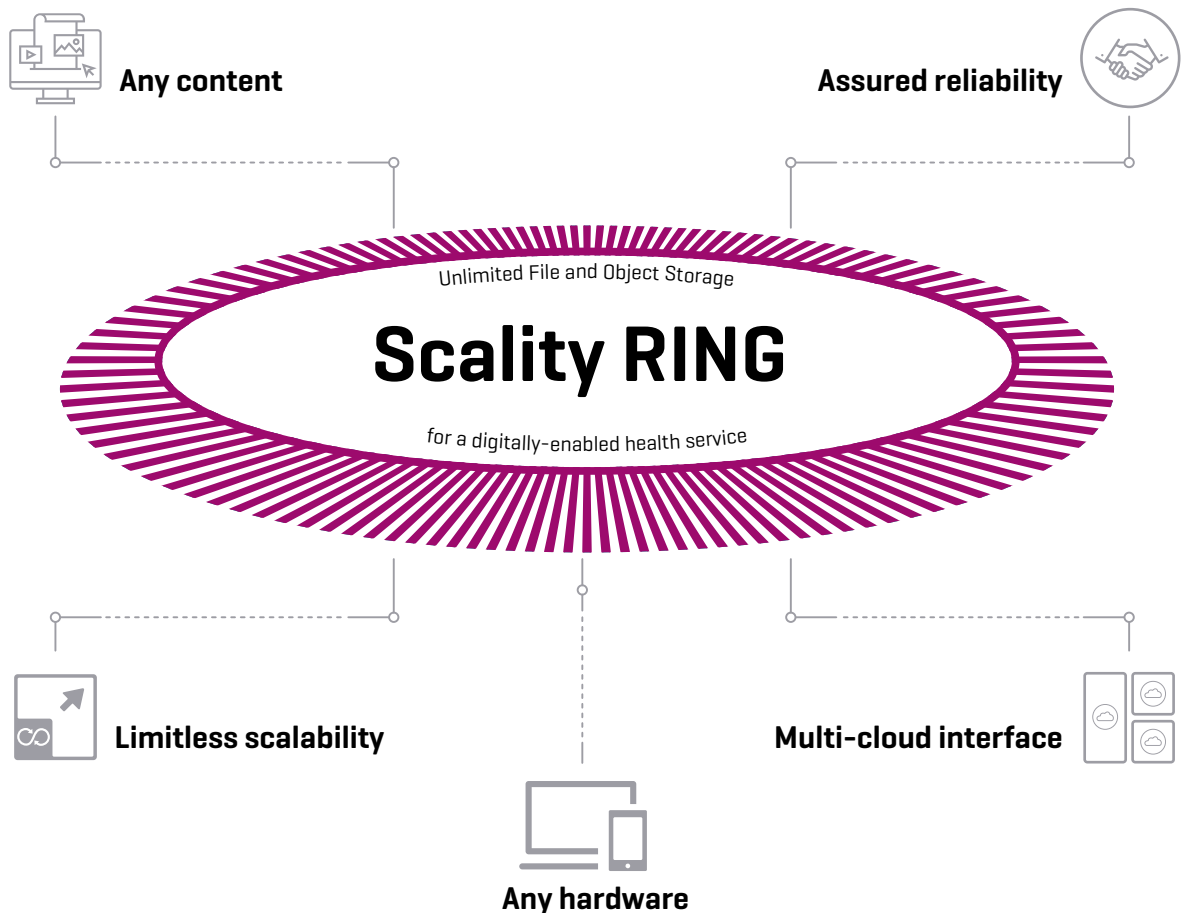 Any content
Assured reliability
Unlimited File and Object Storage
Scality RING
for a digitally-enabled health service
Limitless scalability
Multi-cloud interface
Any hardware